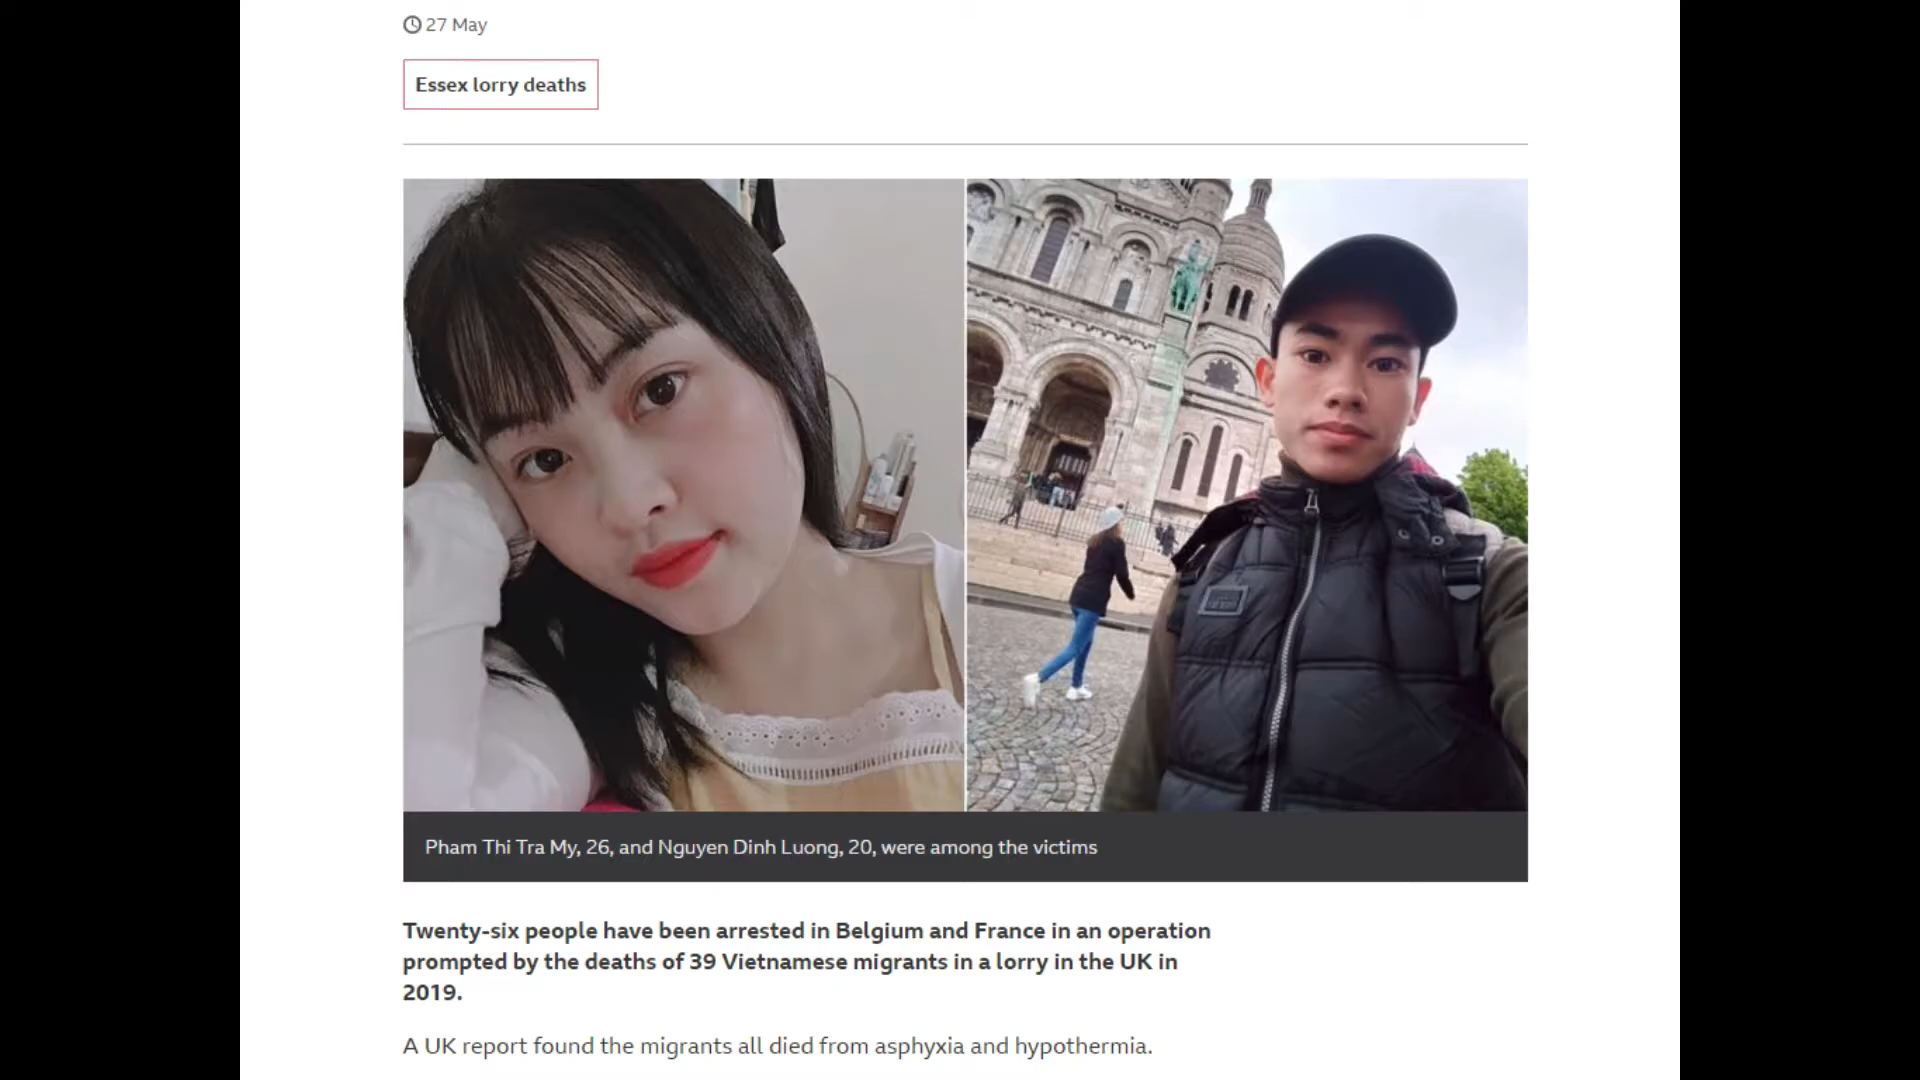 27 May
Essex lorry deaths
Pham Thi Tra My, 26, and Nguyen Dinh Luong, 20, were among the victims
Twenty-six people have been arrested in Belgium and France in an operation
prompted by the deaths of 39 Vietnamese migrants in a lorry in the UK in
2019.
A UK report found the migrants all died from asphyxia and hypothermia.